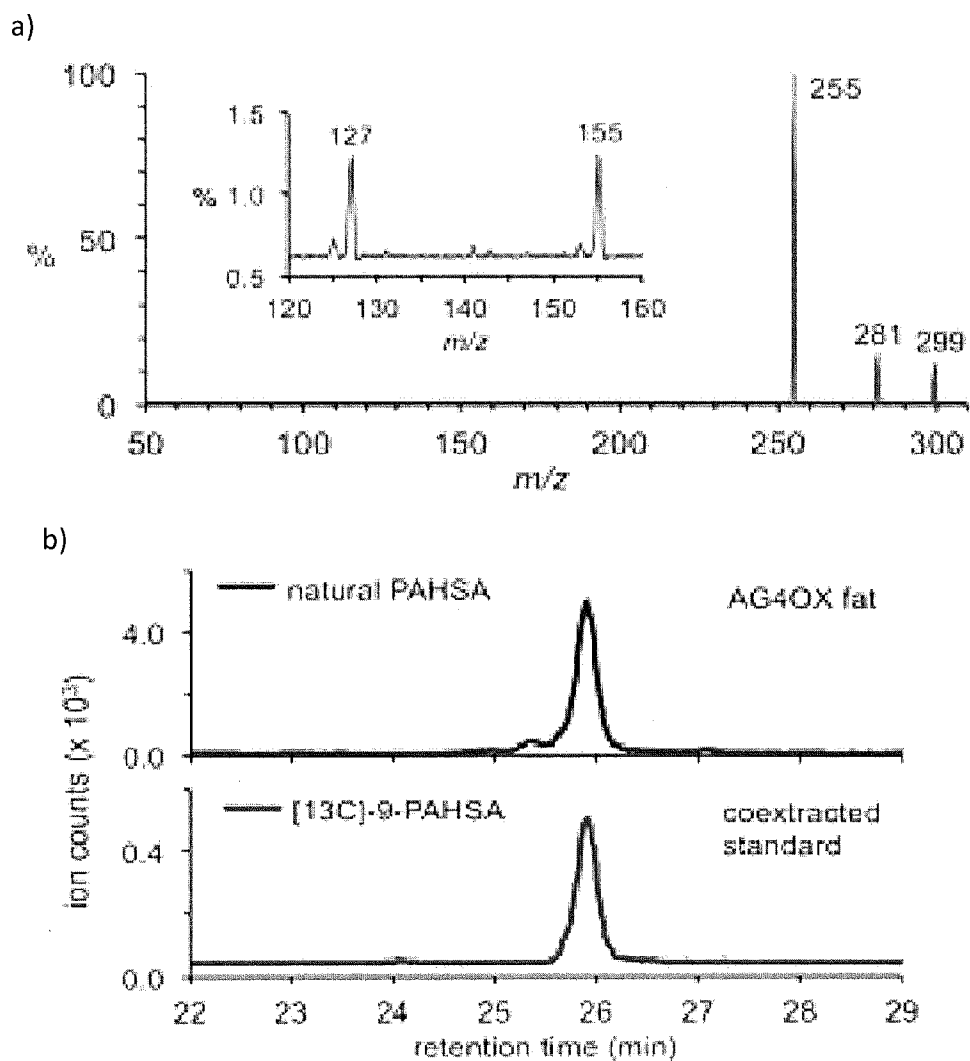 a)
100
50
0
%
255
281
299
1.5
% 1.0
0.5
127
155
120 130 140 150 160
m/z
50 100 150 200 250 300
m/z
b)
natural PAHSA
AG4OX fat
4.0
0.0
ion counts (x 10³)
[13C]-9-PAHSA
coextracted
standard
0.4
0.0
22 23 24 25 26 27 28 29
retention time (min)